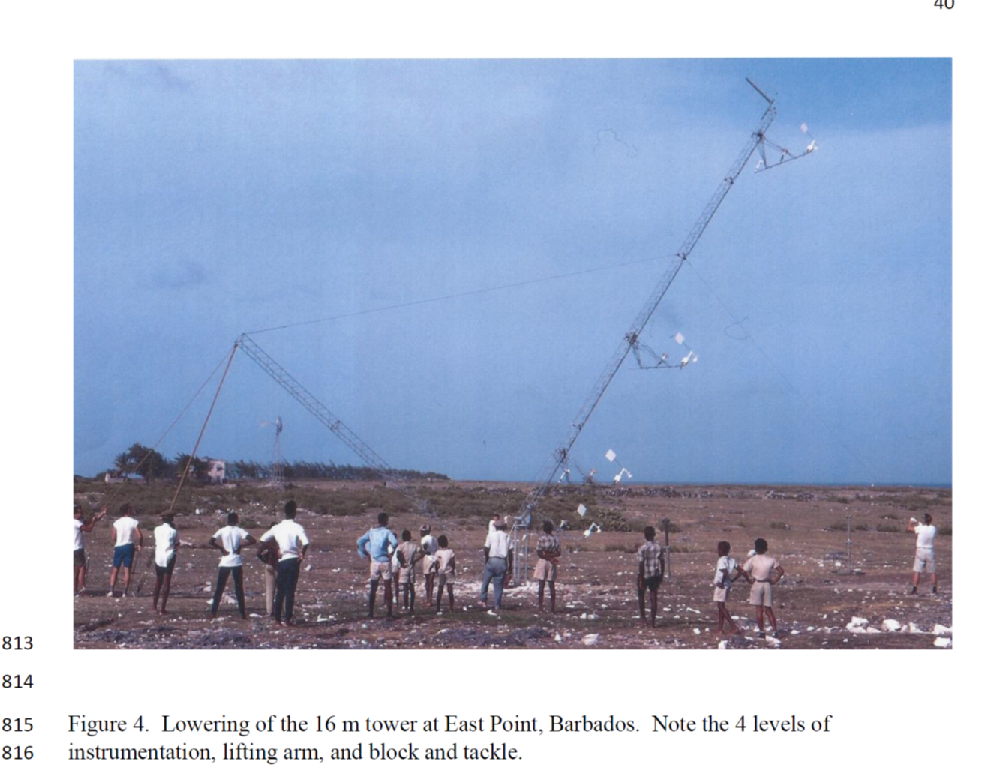 40
813
814
815 Figure 4. Lowering of the 16 m tower at East Point, Barbados. Note the 4 levels of
816 instrumentation, lifting arm, and block and tackle.